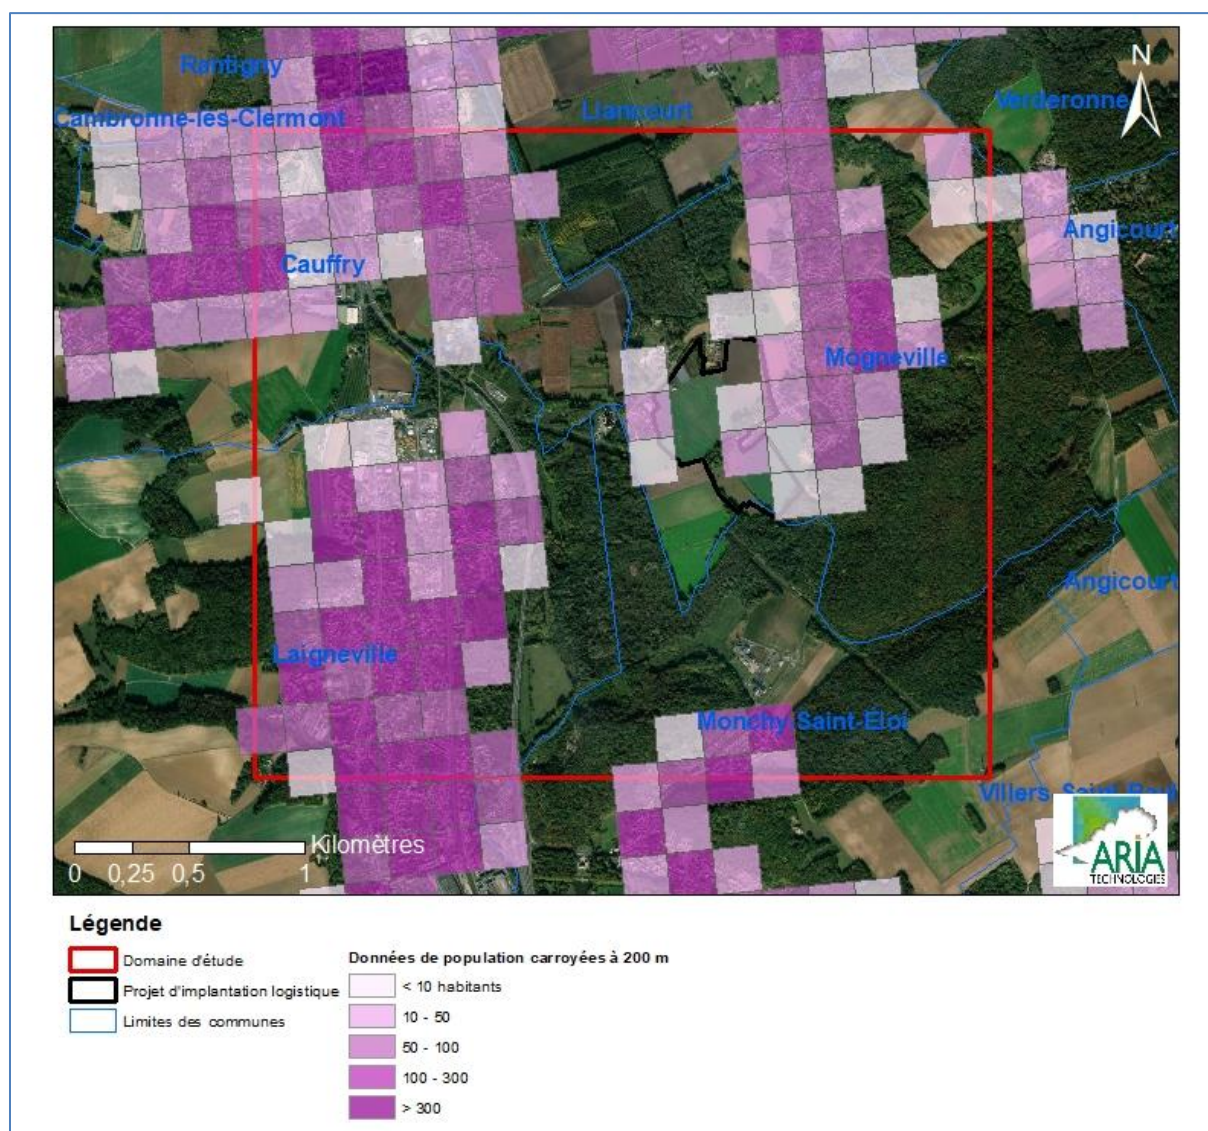 N
Rantigny
Cambronne-les-Clermont
Liancourt
Verderonne
Angicourt
Cauffry
Mogneville
Angicourt
Laigneville
Monchy-Saint-Eloi
Villers-Saint-Paul
Kilomètres
0 0,25 0,5 1
ARIA
TECHNOLOGIES
Légende
Domaine d'étude
Projet d'implantation logistique
Limites des communes
Données de population carroyées à 200 m
< 10 habitants
10 - 50
50 - 100
100 - 300
> 300